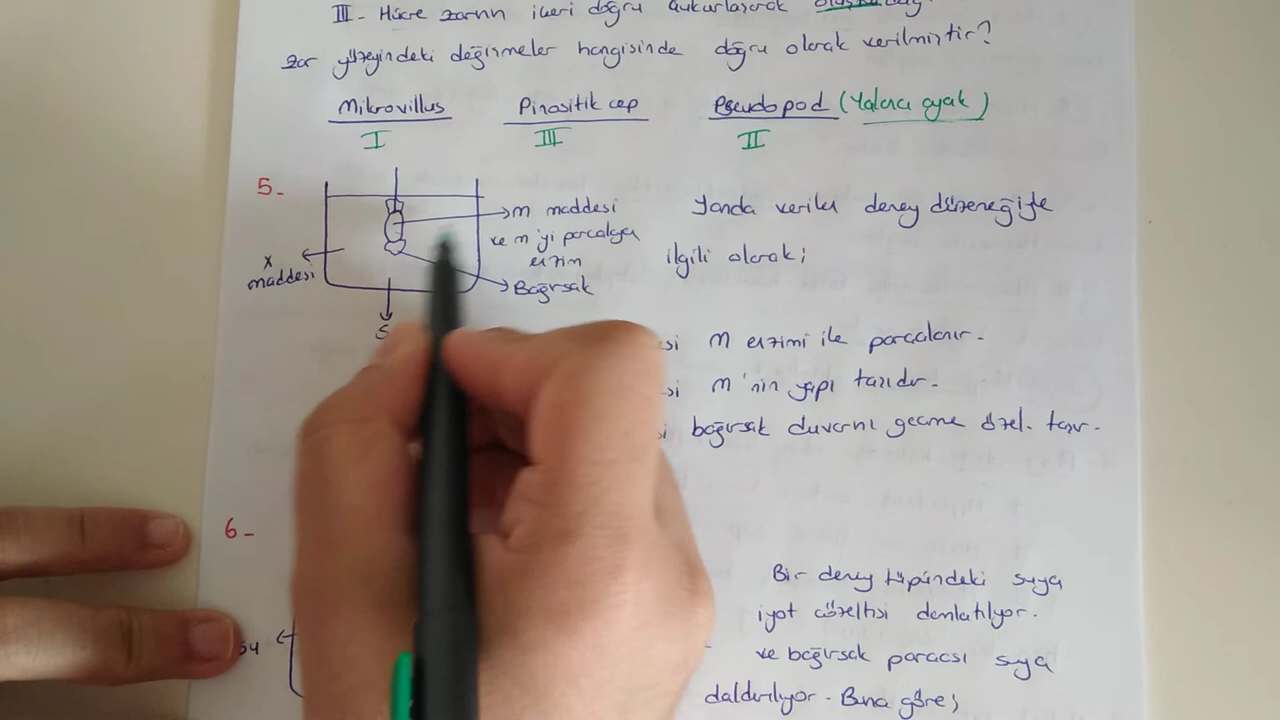 III - Hücre zarının içeri doğru çukurlaşarak
zar yüzeyindeki değişmeler hangisinde doğru olarak verilmiştir?
Mikrovillus Pinositik cep Pseudopod (Yalancı ayak)
I III II
5-
m maddesi
ve m'yi parçalayan
enzim
Bağırsak
x
maddesi
S
Yanda verilen deney düzeneğiyle
ilgili olarak;
si m enzimi ile parçalanır.
si m'nin yapı taşıdır.
i bağırsak duvarını geçme özel. taşır.
6-
su
Bir deney tüpündeki suya
iyot çözeltisi damlatılıyor.
ve bağırsak parçası suya
daldırılıyor. Buna göre;